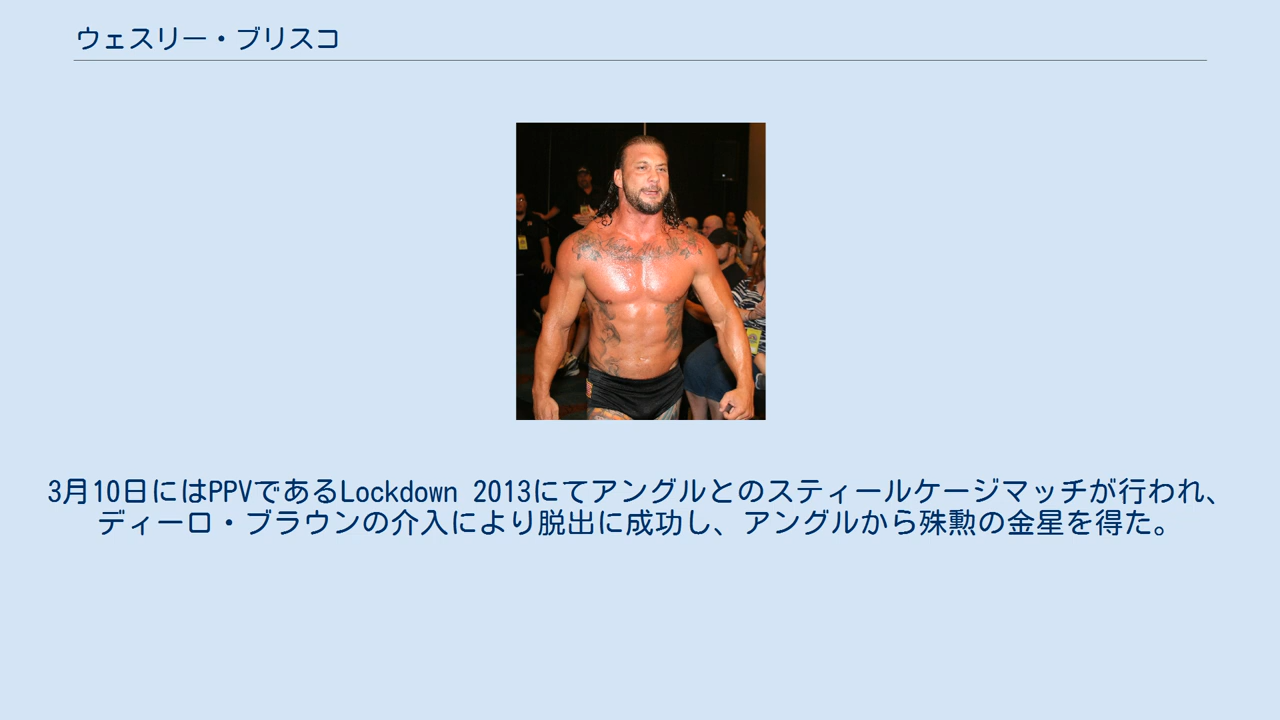 ウェスリー・ブリスコ
3月10日にはPPVであるLockdown 2013にてアングルとのスティールケージマッチが行われ、
ディーロ・ブラウンの介入により脱出に成功し、アングルから殊勲の金星を得た。